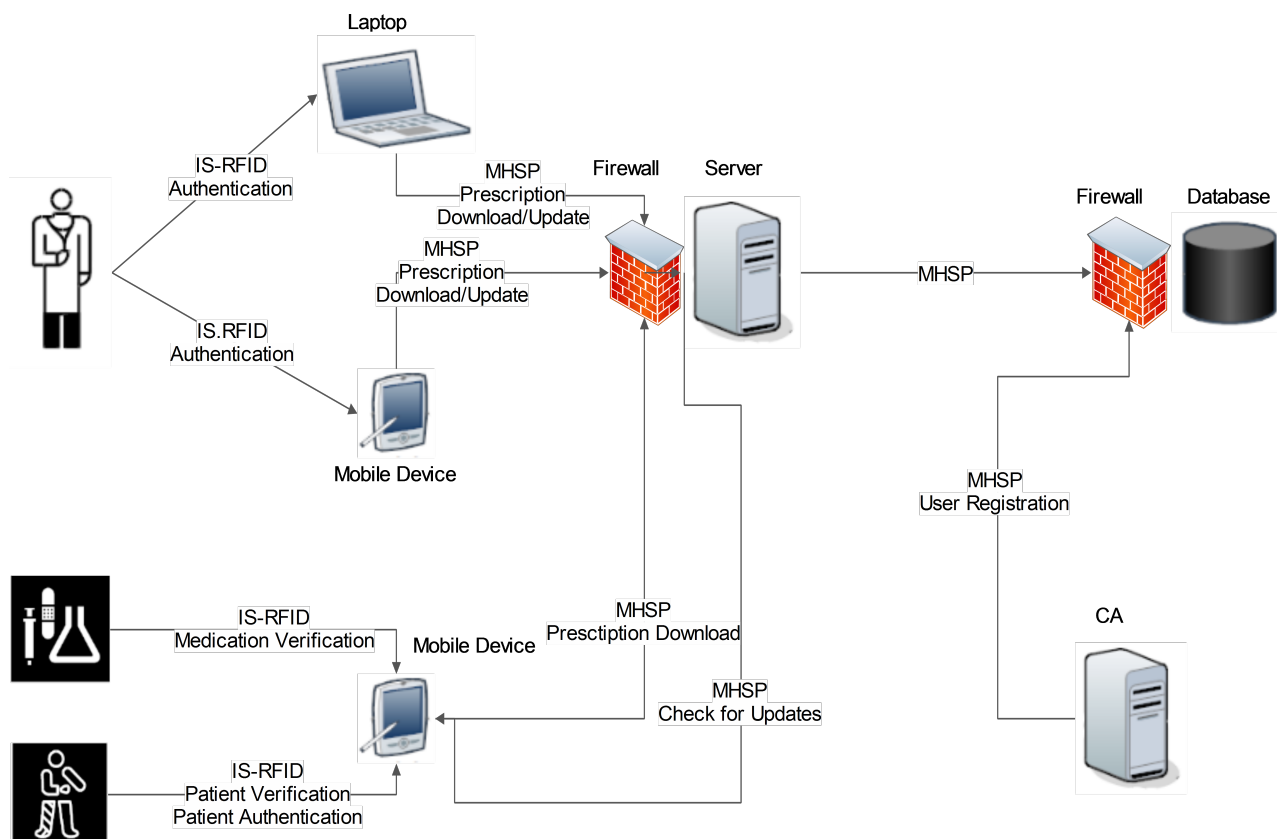 Laptop
IS-RFID
Authentication
MHSP
Prescription
Download/Update
Firewall
Server
Firewall
Database
MHSP
Prescription
Download/Update
MHSP
IS.RFID
Authentication
Mobile Device
MHSP
User Registration
IS-RFID
Medication Verification
Mobile Device
MHSP
Presctiption Download
CA
MHSP
Check for Updates
IS-RFID
Patient Verification
Patient Authentication